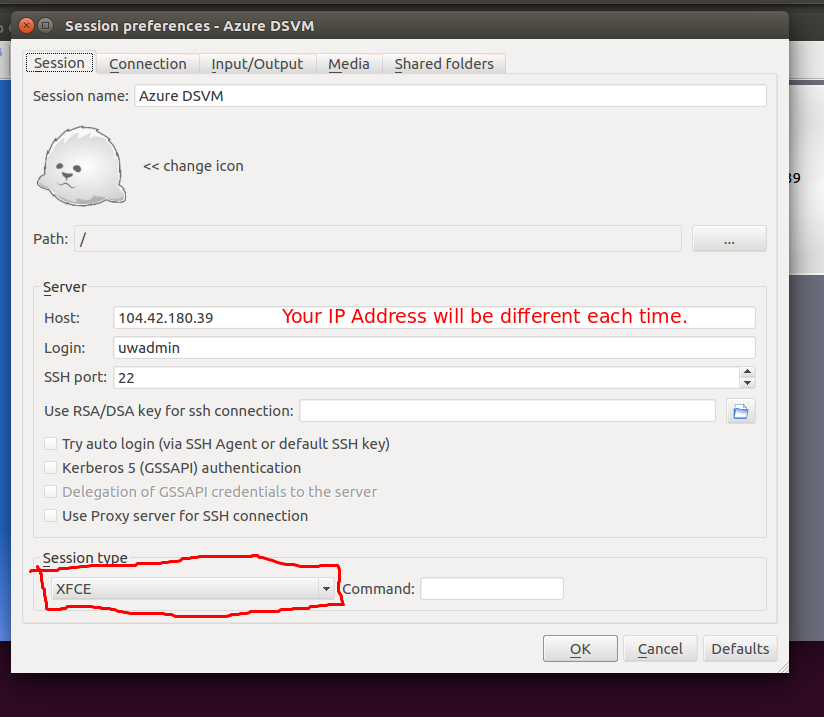 Session preferences - Azure DSVM
Session Connection Input/Output Media Shared folders
Session name: Azure DSVM
<< change icon
39
Path: / ...
Server
Host: 104.42.180.39 Your IP Address will be different each time.
Login: uwadmin
SSH port: 22
Use RSA/DSA key for ssh connection:
Try auto login (via SSH Agent or default SSH key)
Kerberos 5 (GSSAPI) authentication
Delegation of GSSAPI credentials to the server
Use Proxy server for SSH connection
Session type
XFCE Command:
OK Cancel Defaults